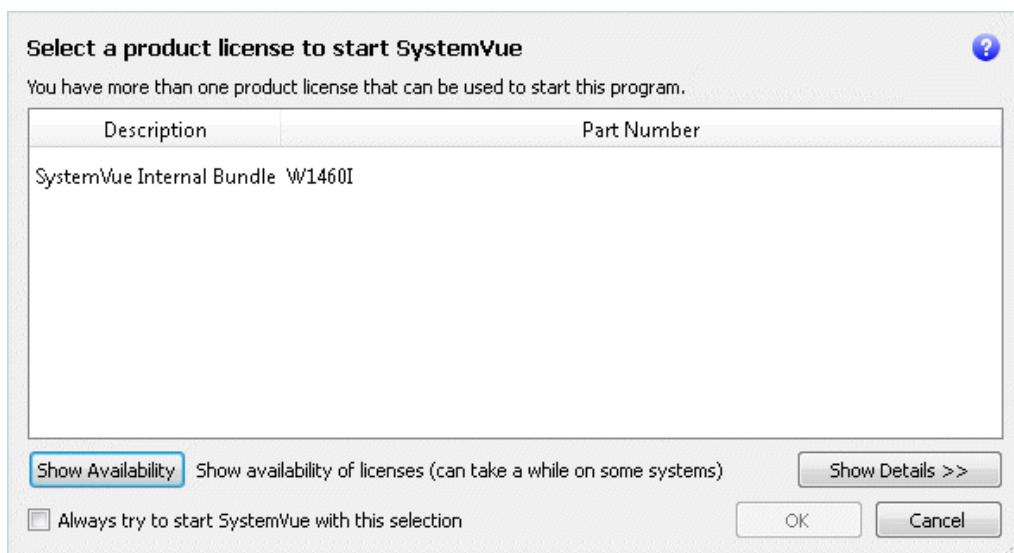 Select a product license to start SystemVue
?
You have more than one product license that can be used to start this program.
Description Part Number
SystemVue Internal Bundle W1460I
Show Availability Show availability of licenses (can take a while on some systems) Show Details >>
Always try to start SystemVue with this selection OK Cancel